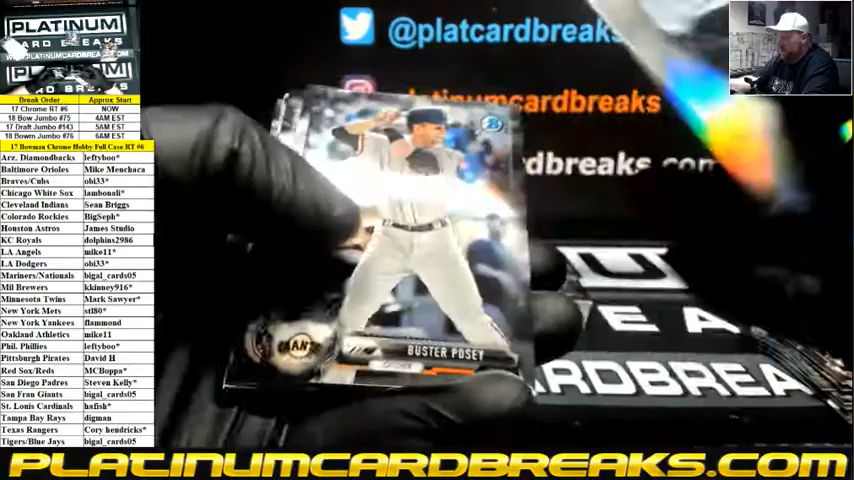 PLATINUM
CARD BREAKS
Break Order Approx Start
17 Chrome RT #6 NOW
18 Bow Jumbo #75 4AM EST
17 Draft Jumbo #143 5AM EST
18 Bowm Jumbo #76 6AM EST
17 Bowman Chrome Hobby Full Case RT #6
Arz. Diamondbacks leftyboo*
Baltimore Orioles Mike Menchaca
Braves/Cubs obi33*
Chicago White Sox lambonali*
Cleveland Indians Sean Briggs
Colorado Rockies BigSeph*
Houston Astros James Studio
KC Royals dolphins2986
LA Angels mike11*
LA Dodgers obi33*
Mariners/Nationals bigal_cards05
Mil Brewers kkinney916*
Minnesota Twins Mark Sawyer*
New York Mets stl80*
New York Yankees flammond
Oakland Athletics mike11
Phil. Phillies leftyboo*
Pittsburgh Pirates David H
Red Sox/Reds MCBoppa*
San Diego Padres Steven Kelly*
San Fran Giants bigal_cards05
St. Louis Cardinals hafish*
Tampa Bay Rays digman
Texas Rangers Cory hendricks*
Tigers/Blue Jays bigal_cards05
@platcardbreaks
platinumcardbreaks
GIANTS
BUSTER POSEY
CATCHER
PLATINUMCARDBREAKS.COM